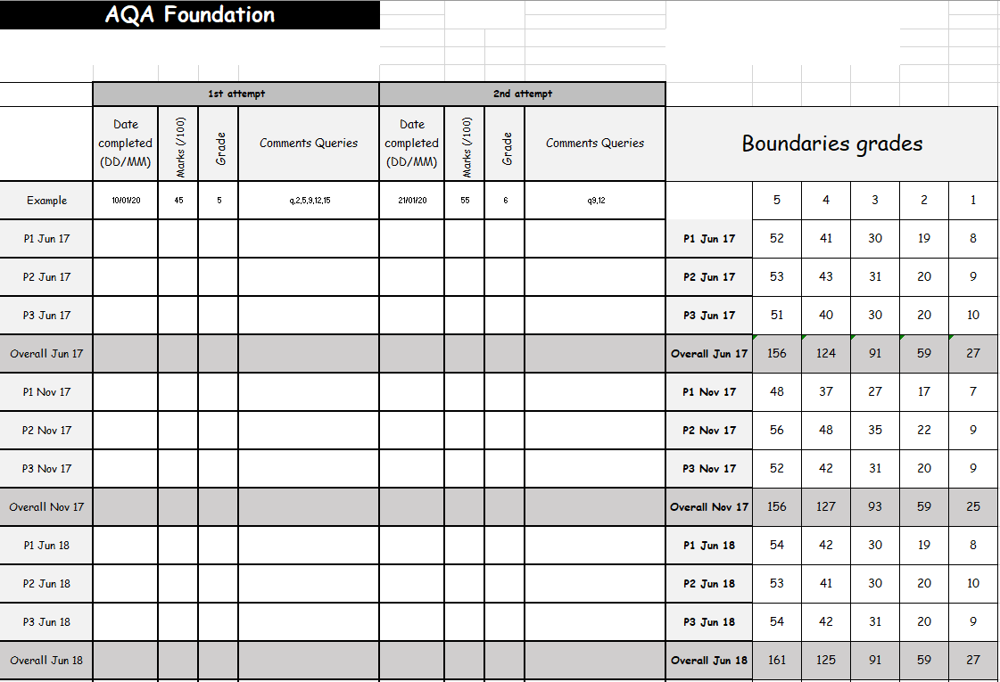 AQA Foundation
1st attempt 2nd attempt
Date completed (DD/MM) Marks (/100) Grade Comments Queries Date completed (DD/MM) Marks (/100) Grade Comments Queries Boundaries grades
Example 10/01/20 45 5 q,2,5,9,12,15 21/01/20 55 6 q9,12 5 4 3 2 1
P1 Jun 17 P1 Jun 17 52 41 30 19 8
P2 Jun 17 P2 Jun 17 53 43 31 20 9
P3 Jun 17 P3 Jun 17 51 40 30 20 10
Overall Jun 17 Overall Jun 17 156 124 91 59 27
P1 Nov 17 P1 Nov 17 48 37 27 17 7
P2 Nov 17 P2 Nov 17 56 48 35 22 9
P3 Nov 17 P3 Nov 17 52 42 31 20 9
Overall Nov 17 Overall Nov 17 156 127 93 59 25
P1 Jun 18 P1 Jun 18 54 42 30 19 8
P2 Jun 18 P2 Jun 18 53 41 30 20 10
P3 Jun 18 P3 Jun 18 54 42 31 20 9
Overall Jun 18 Overall Jun 18 161 125 91 59 27